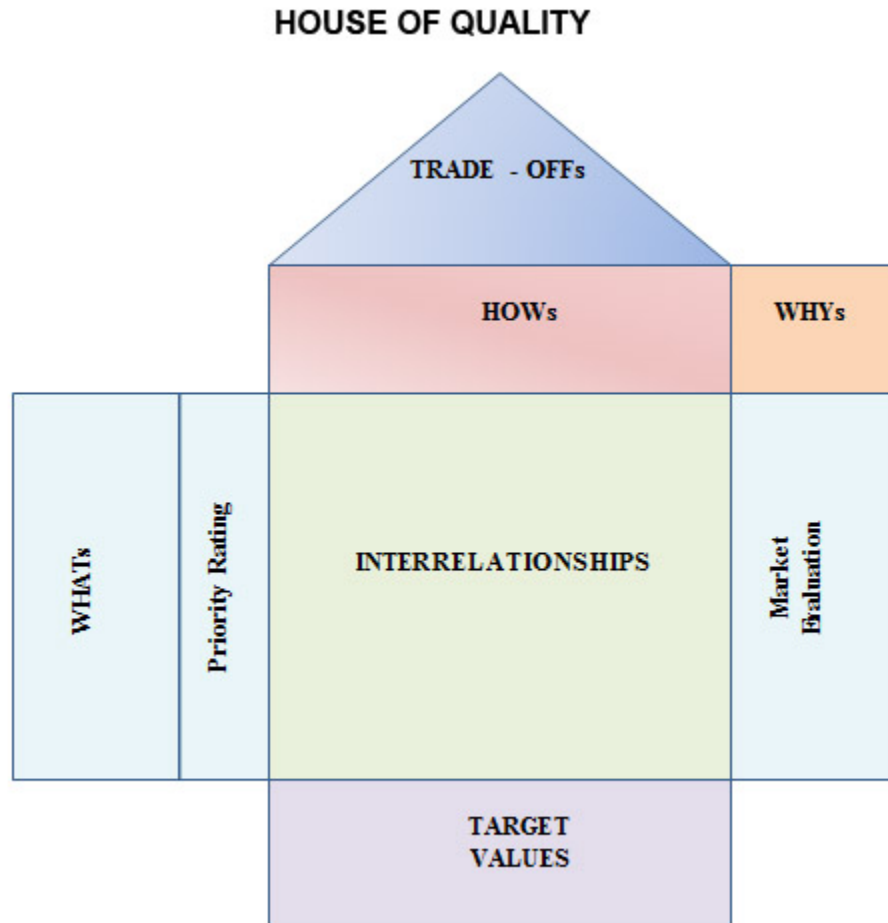 HOUSE OF QUALITY
TRADE - OFFs
HOWs
WHYs
WHATs
Priority Rating
INTERRELATIONSHIPS
Market
Evaluation
TARGET
VALUES